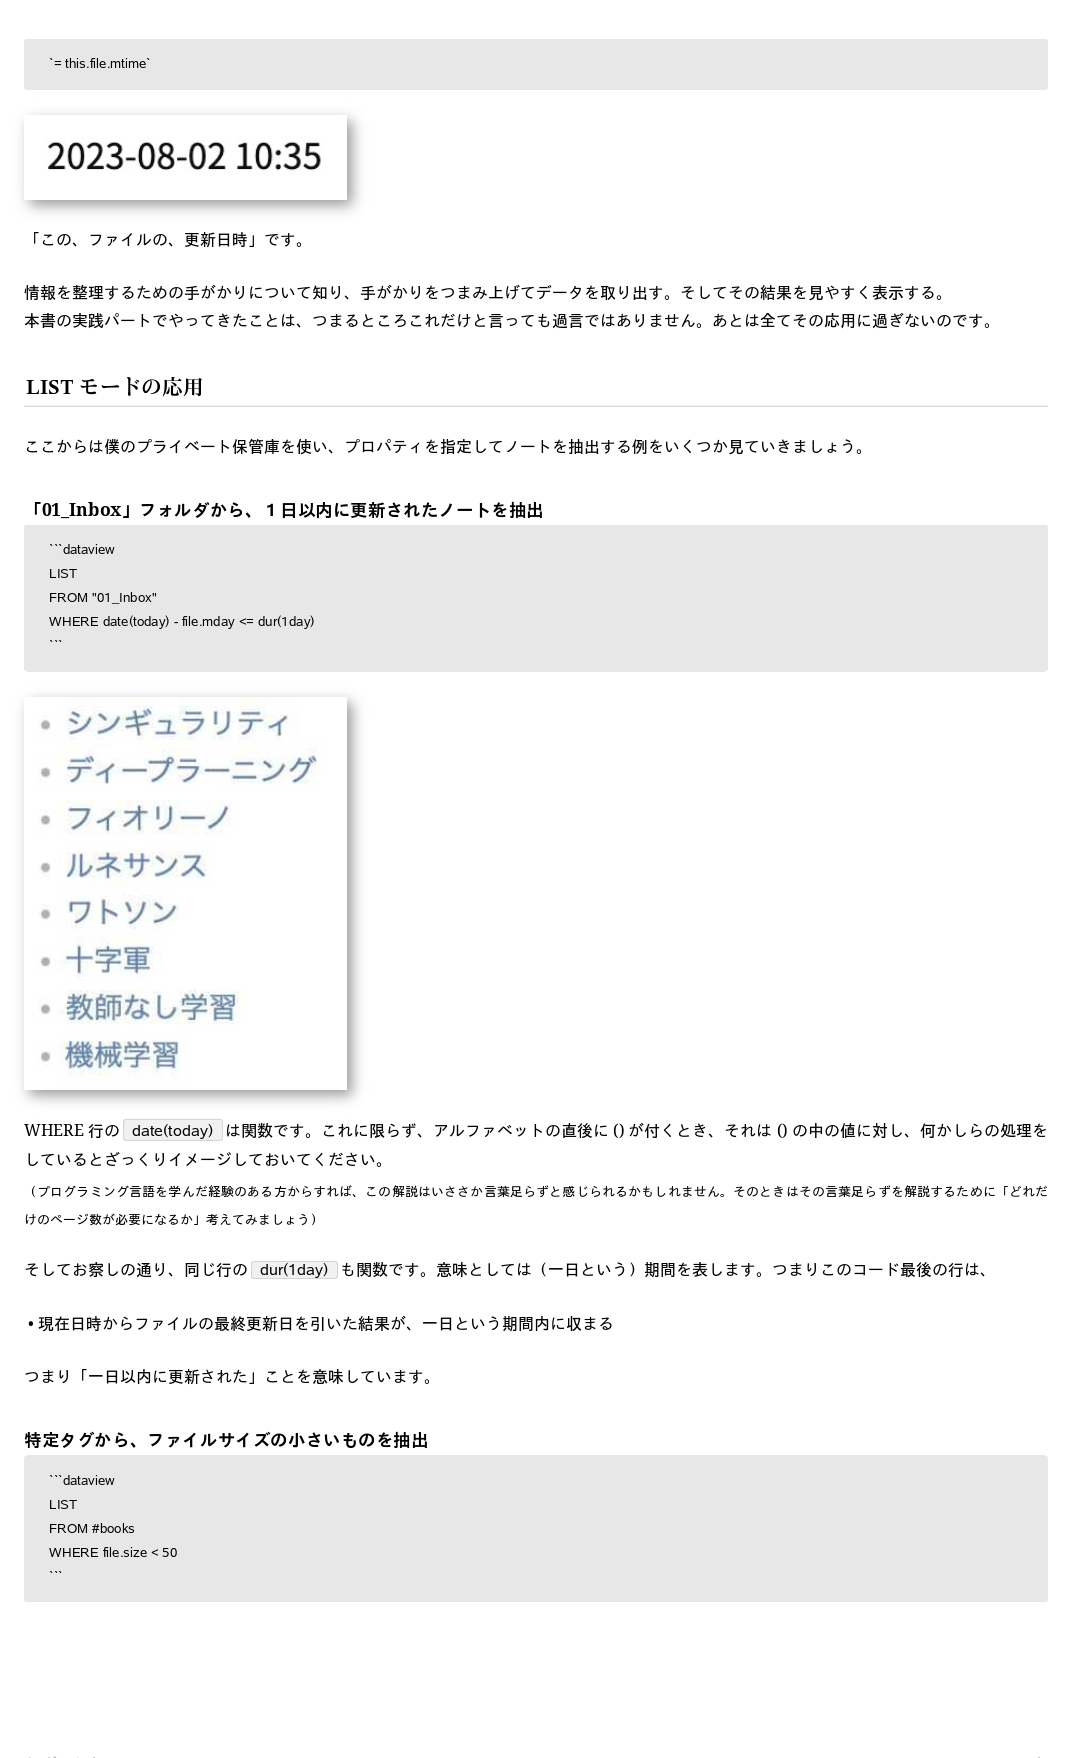 `= this.file.mtime`
2023-08-02 10:35
「この、ファイルの、更新日時」です。
情報を整理するための手がかりについて知り、手がかりをつまみ上げてデータを取り出す。そしてその結果を見やすく表示する。
本書の実践パートでやってきたことは、つまるところこれだけと言っても過言ではありません。あとは全てその応用に過ぎないのです。
LIST モードの応用
ここからは僕のプライベート保管庫を使い、プロパティを指定してノートを抽出する例をいくつか見ていきましょう。
「01_Inbox」フォルダから、１日以内に更新されたノートを抽出
```dataview
LIST
FROM "01_Inbox"
WHERE date(today) - file.mday <= dur(1day)
```
• シンギュラリティ
• ディープラーニング
• フィオリーノ
• ルネサンス
• ワトソン
• 十字軍
• 教師なし学習
• 機械学習
WHERE 行の date(today) は関数です。これに限らず、アルファベットの直後に () が付くとき、それは () の中の値に対し、何かしらの処理を
しているとざっくりイメージしておいてください。
（プログラミング言語を学んだ経験のある方からすれば、この解説はいささか言葉足らずと感じられるかもしれません。そのときはその言葉足らずを解説するために「どれだ
けのページ数が必要になるか」考えてみましょう）
そしてお察しの通り、同じ行の dur(1day) も関数です。意味としては（一日という）期間を表します。つまりこのコード最後の行は、
• 現在日時からファイルの最終更新日を引いた結果が、一日という期間内に収まる
つまり「一日以内に更新された」ことを意味しています。
特定タグから、ファイルサイズの小さいものを抽出
```dataview
LIST
FROM #books
WHERE file.size < 50
```